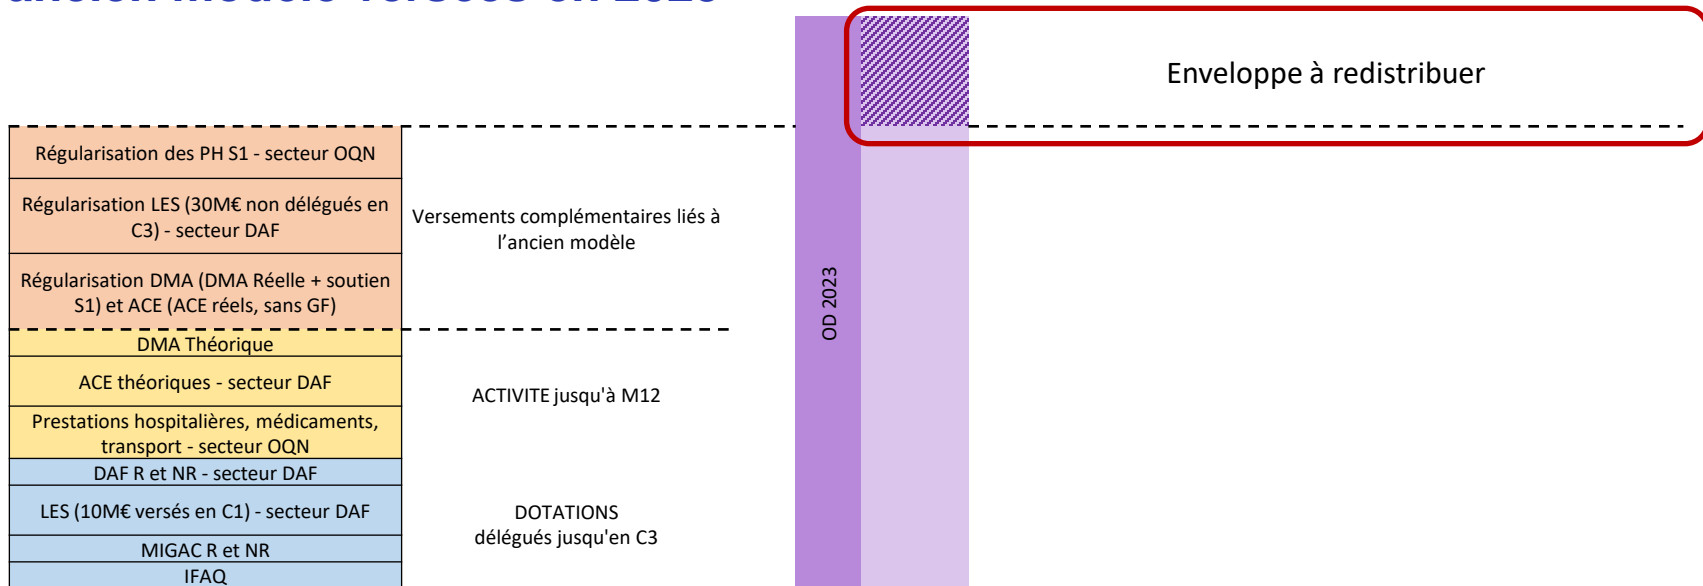 Enveloppe à redistribuer
Régularisation des PH S1 - secteur OQN
Régularisation LES (30M€ non délégués en
C3) - secteur DAF
Régularisation DMA (DMA Réelle + soutien
S1) et ACE (ACE réels, sans GF)
Versements complémentaires liés à
l'ancien modèle
DMA Théorique
ACE théoriques - secteur DAF
Prestations hospitalières, médicaments,
transport - secteur OQN
ACTIVITE jusqu'à M12
DAF R et NR - secteur DAF
LES (10M€ versés en C1) - secteur DAF
MIGAC R et NR
IFAQ
DOTATIONS
délégués jusqu'en C3
OD 2023